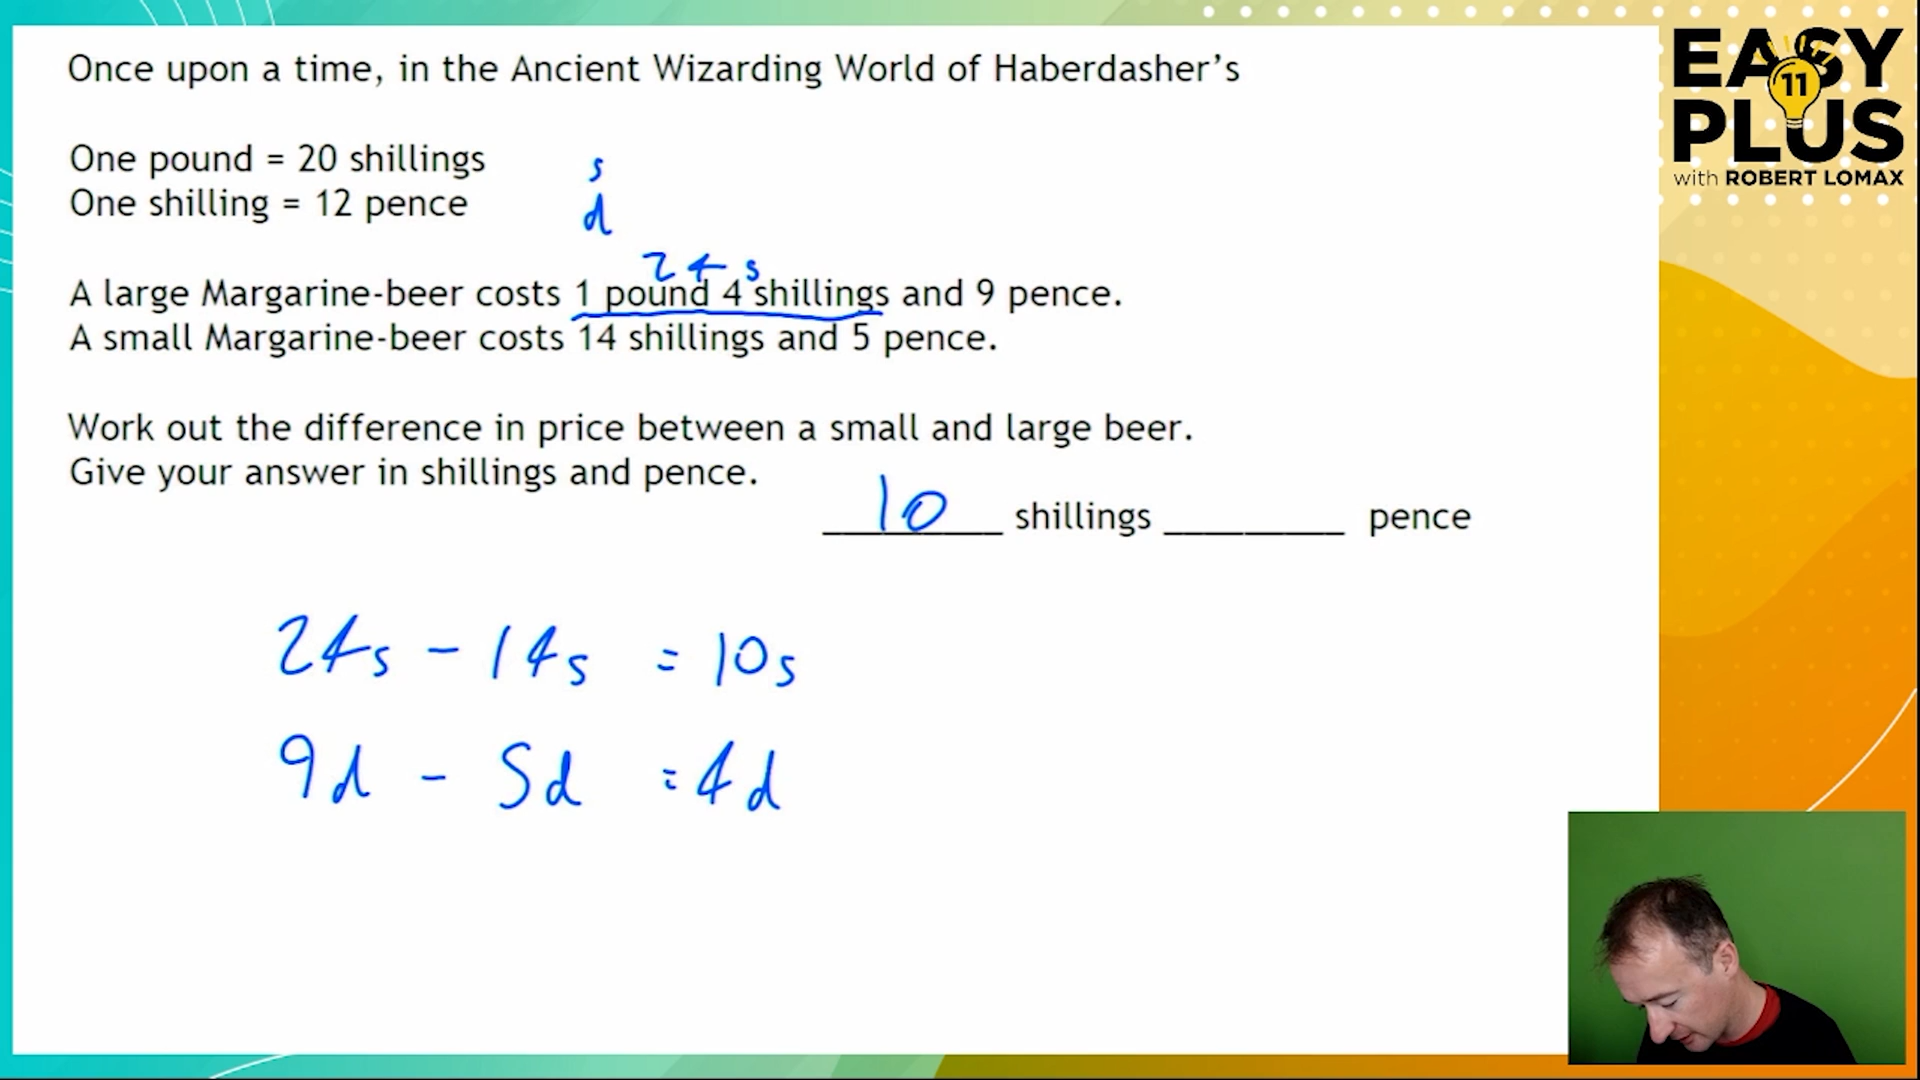 Once upon a time, in the Ancient Wizarding World of Haberdasher’s
EASY
11
PLUS
with ROBERT LOMAX
One pound = 20 shillings
s
One shilling = 12 pence
d
24s
A large Margarine-beer costs 1 pound 4 shillings and 9 pence.
A small Margarine-beer costs 14 shillings and 5 pence.
Work out the difference in price between a small and large beer.
Give your answer in shillings and pence.
10 shillings _________ pence
24s - 14s = 10s
9d - 5d = 4d